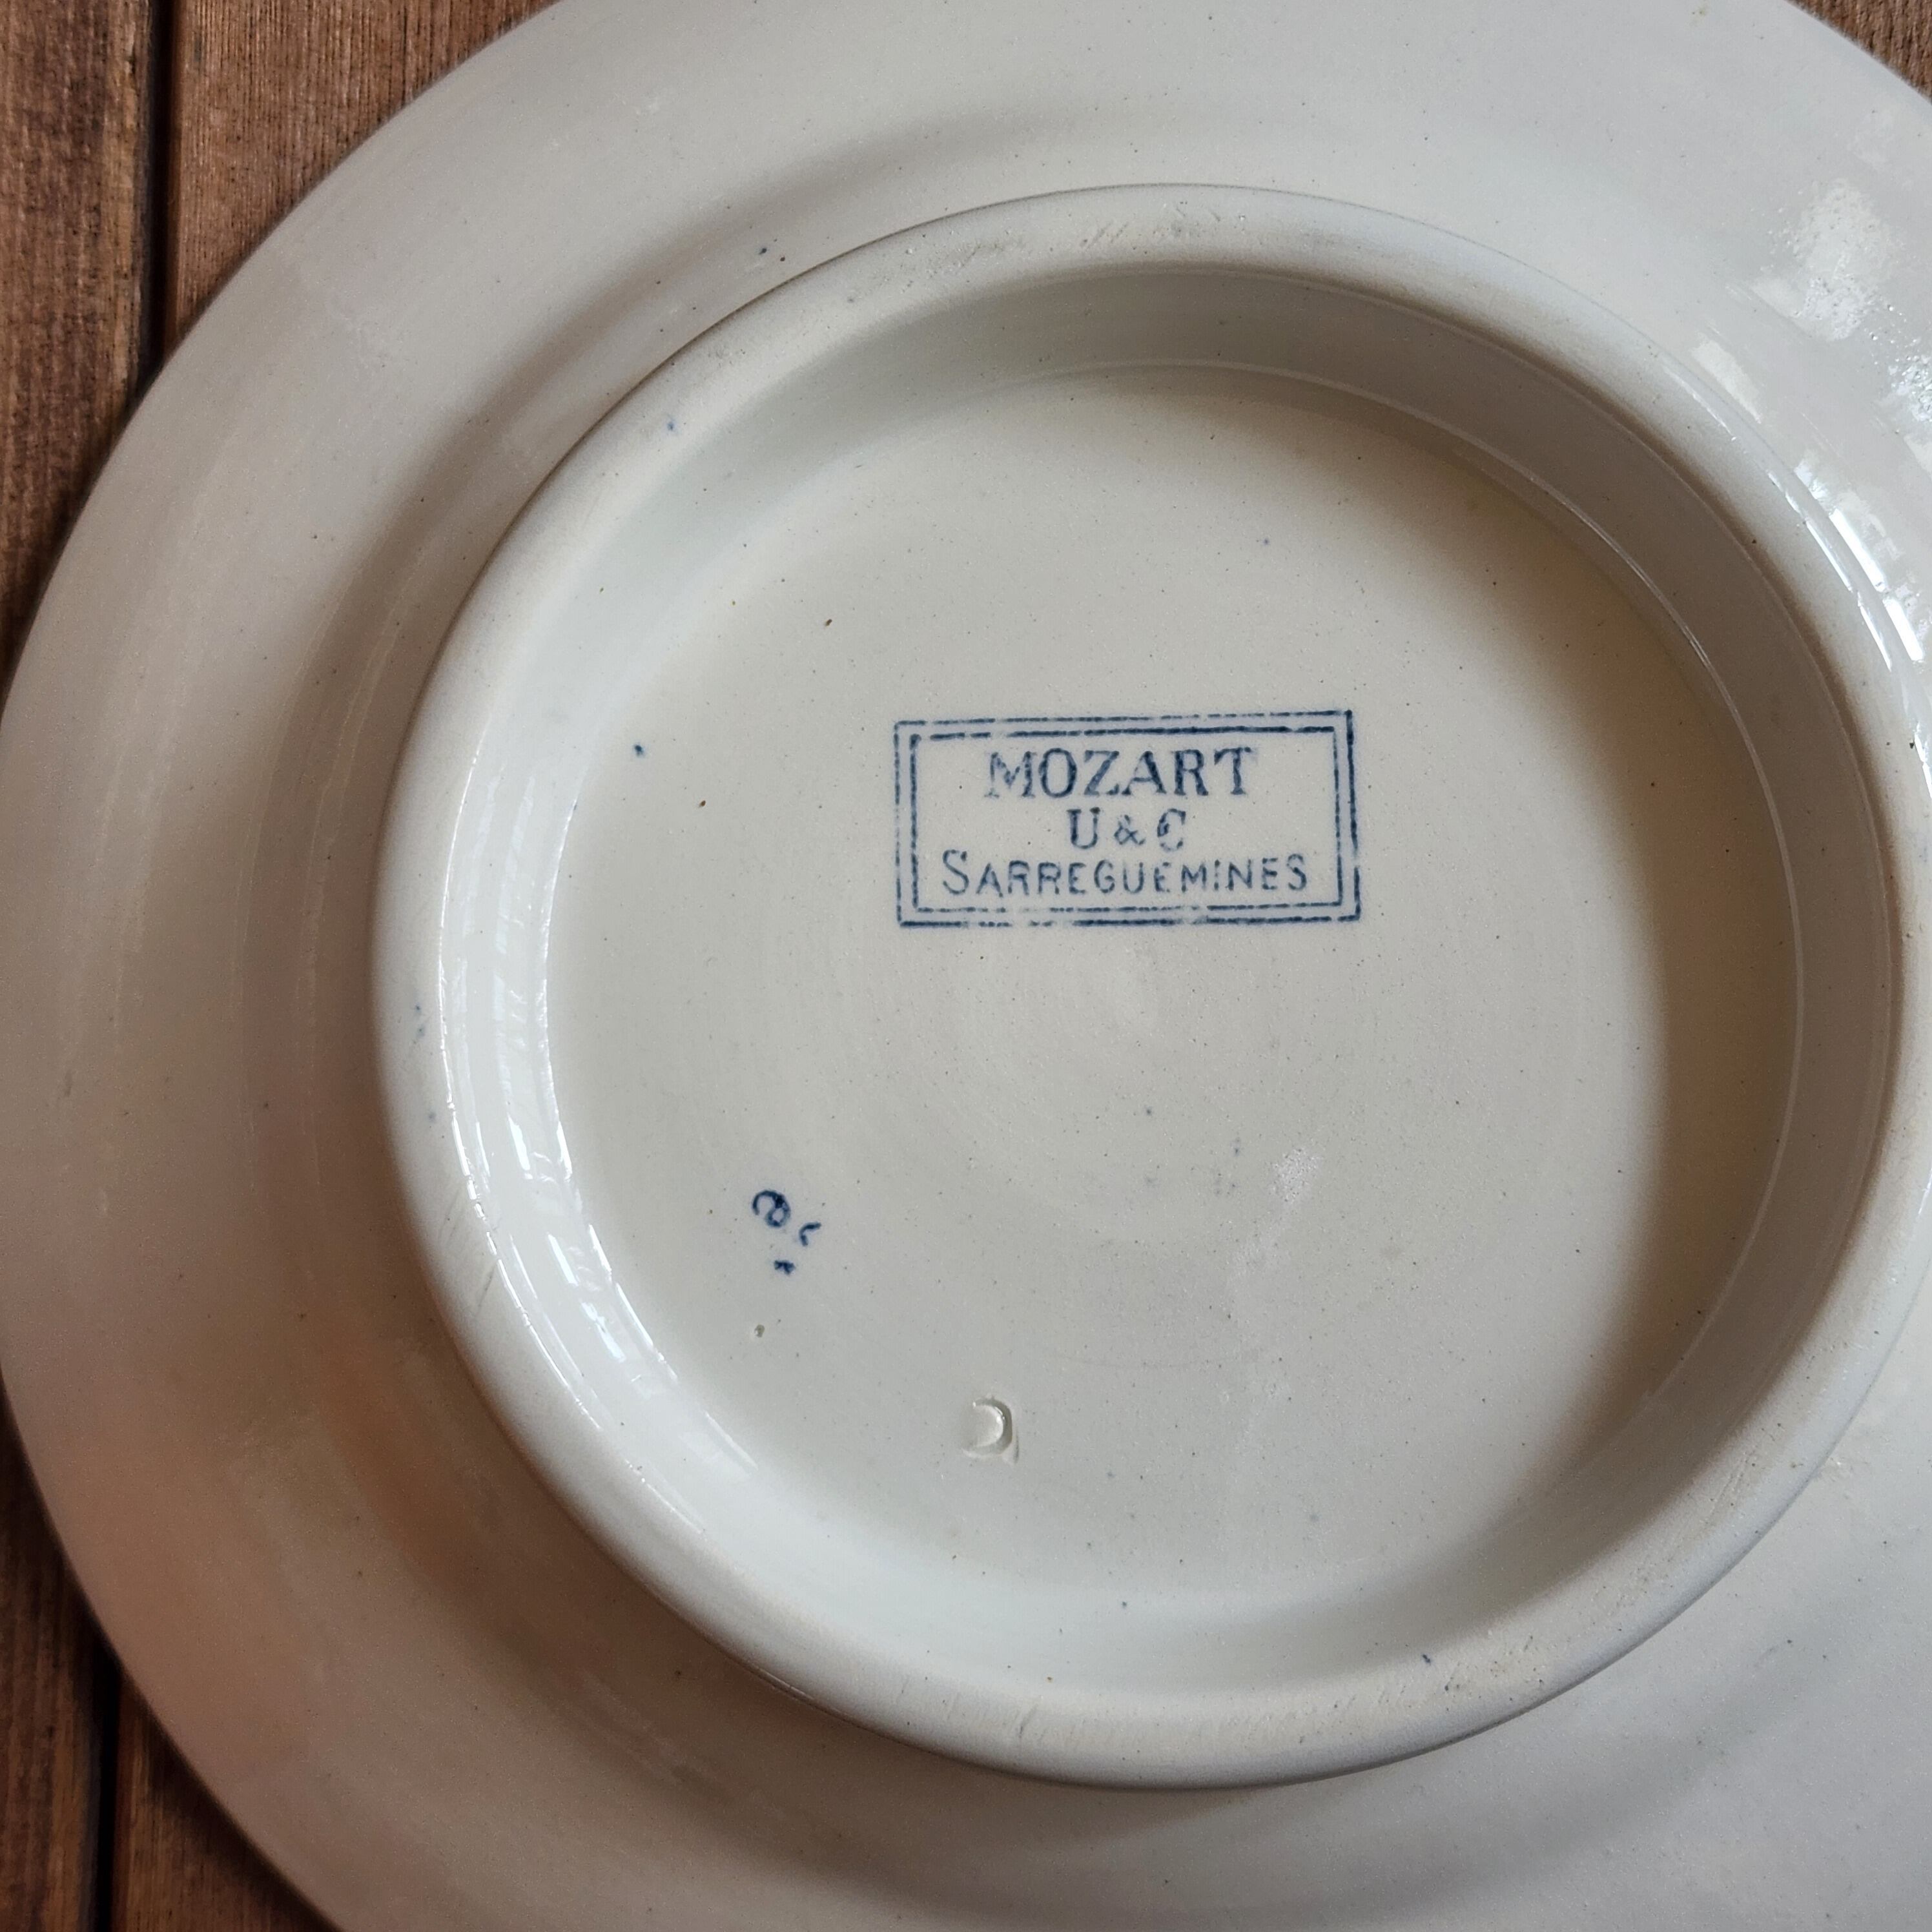 MOZART
U & C
SARREGUEMINES